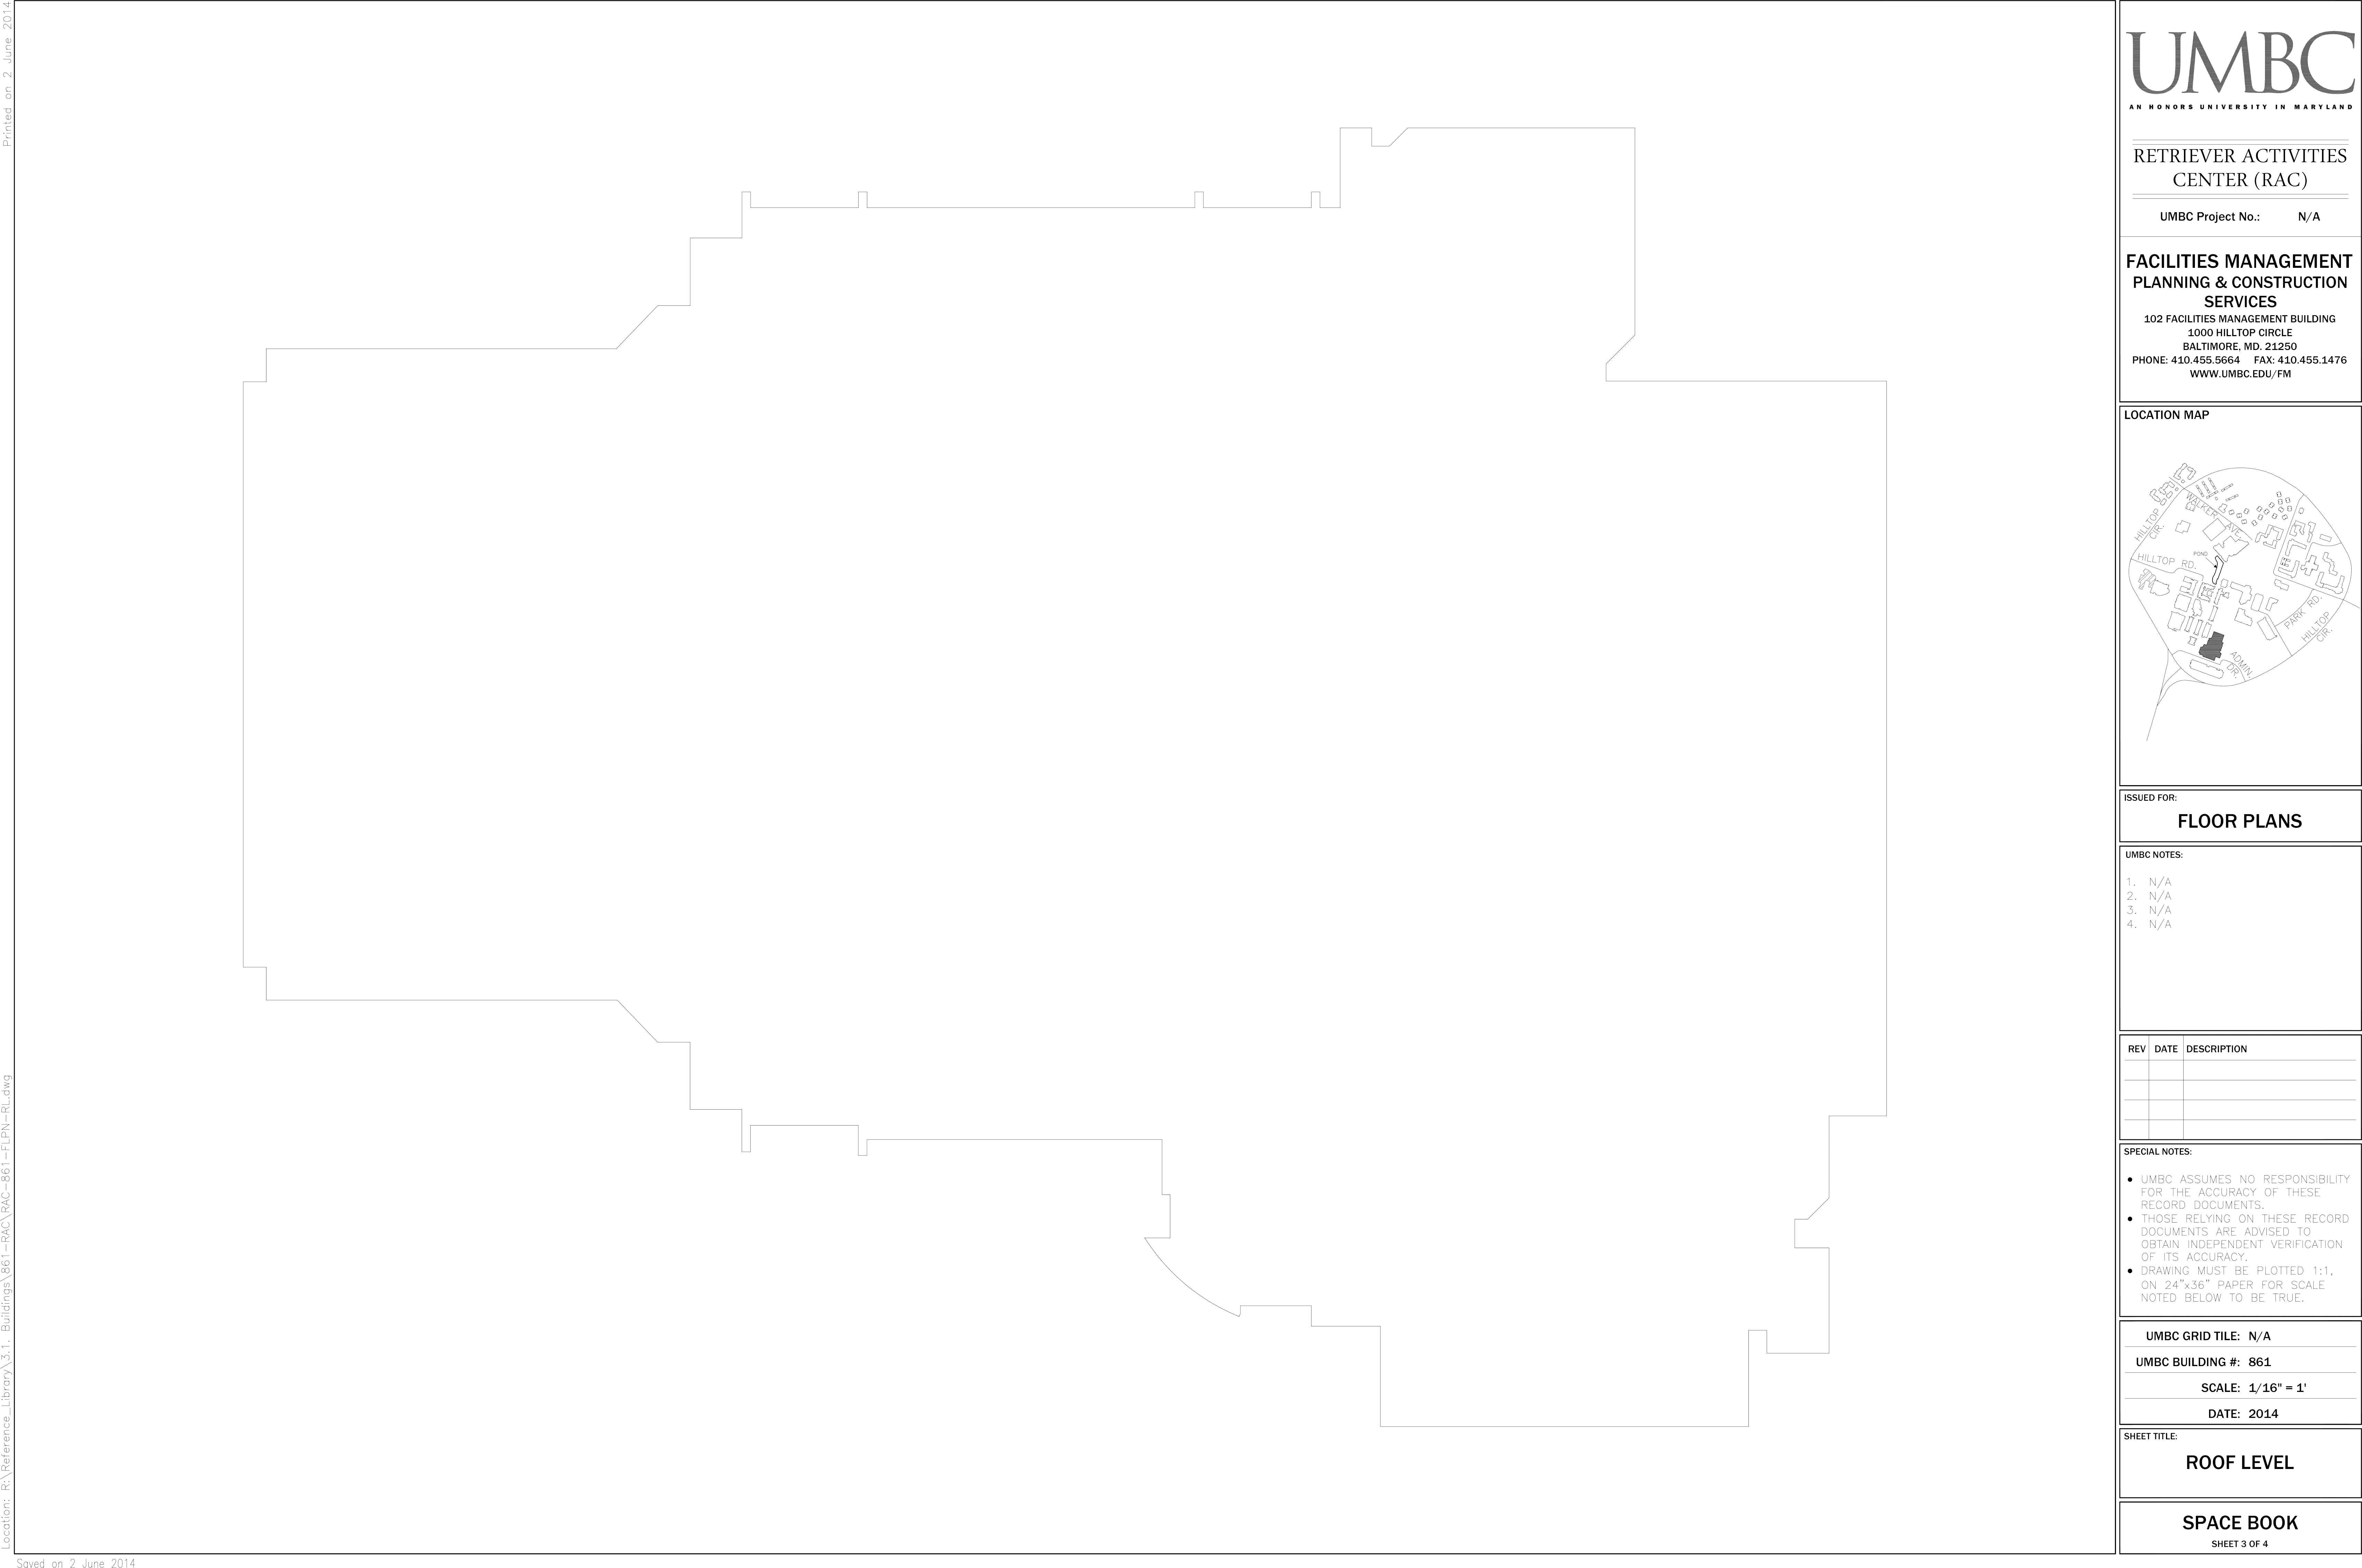 Printed on 2 June 2014
Location: R:\Reference_Library\3.1. Buildings\861-RAC\RAC-861-FLPN-RL.dwg
Saved on 2 June 2014
UMBC
AN HONORS UNIVERSITY IN MARYLAND
RETRIEVER ACTIVITIES
CENTER (RAC)
UMBC Project No.: N/A
FACILITIES MANAGEMENT
PLANNING & CONSTRUCTION
SERVICES
102 FACILITIES MANAGEMENT BUILDING
1000 HILLTOP CIRCLE
BALTIMORE, MD. 21250
PHONE: 410.455.5664 FAX: 410.455.1476
WWW.UMBC.EDU/FM
LOCATION MAP
WALKER AVE.
HILLTOP
CIR.
POND
HILLTOP RD.
PARK RD.
HILLTOP
CIR.
ADMIN.
DR.
ISSUED FOR:
FLOOR PLANS
UMBC NOTES:
1. N/A
2. N/A
3. N/A
4. N/A
REV DATE DESCRIPTION
SPECIAL NOTES:
• UMBC ASSUMES NO RESPONSIBILITY
FOR THE ACCURACY OF THESE
RECORD DOCUMENTS.
• THOSE RELYING ON THESE RECORD
DOCUMENTS ARE ADVISED TO
OBTAIN INDEPENDENT VERIFICATION
OF ITS ACCURACY.
• DRAWING MUST BE PLOTTED 1:1,
ON 24"x36" PAPER FOR SCALE
NOTED BELOW TO BE TRUE.
UMBC GRID TILE: N/A
UMBC BUILDING #: 861
SCALE: 1/16" = 1'
DATE: 2014
SHEET TITLE:
ROOF LEVEL
SPACE BOOK
SHEET 3 OF 4